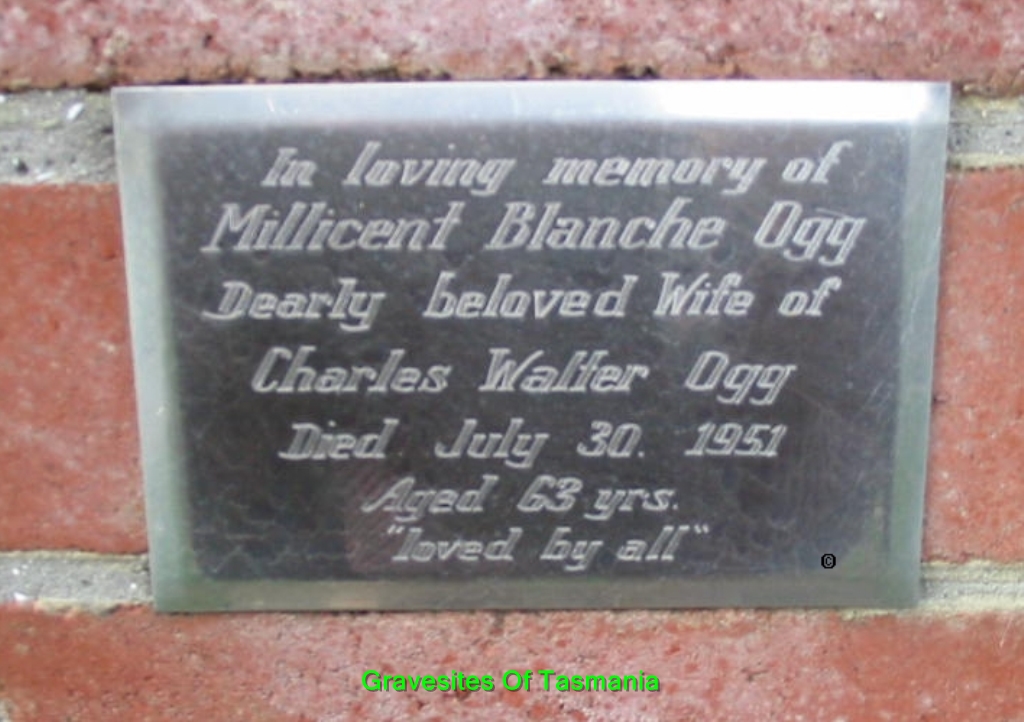 In loving memory of
Millicent Blanche Ogg
Dearly beloved Wife of
Charles Walter Ogg
Died July 30. 1951
Aged 63 yrs.
"loved by all"
©
Gravesites Of Tasmania